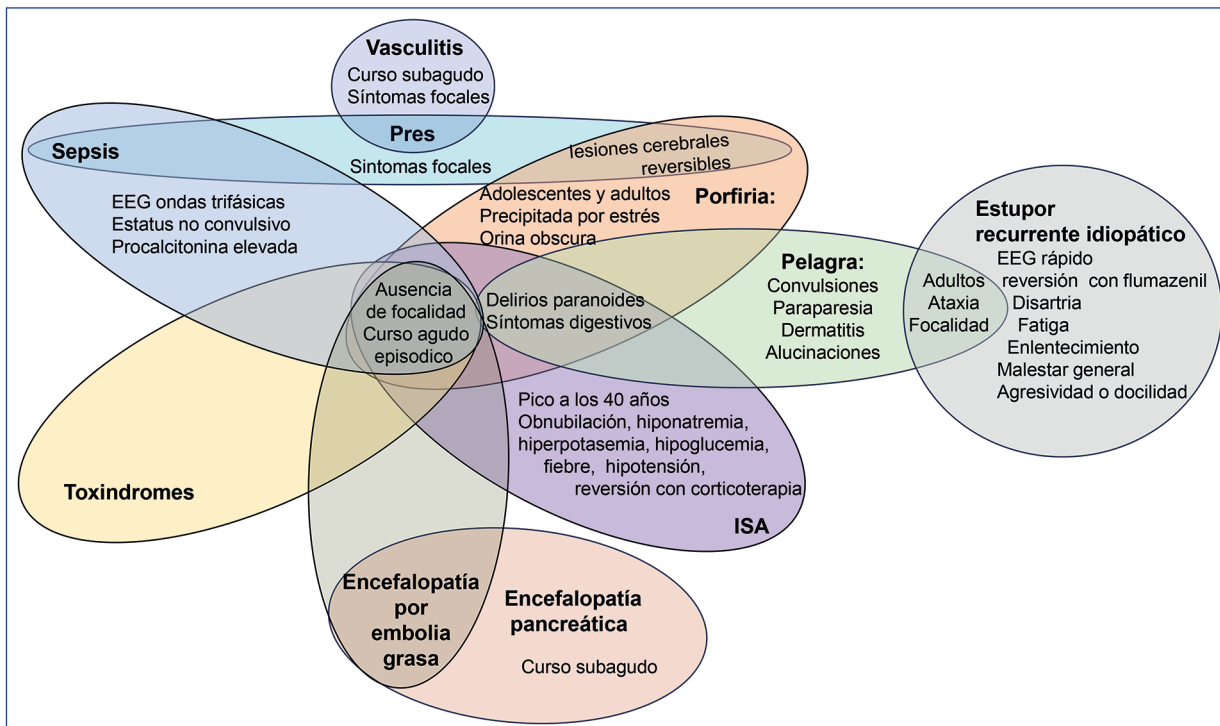 Vasculitis
Curso subagudo
Síntomas focales
Pres
Sintomas focales
lesiones cerebrales
reversibles
Sepsis
EEG ondas trifásicas
Estatus no convulsivo
Procalcitonina elevada
Adolescentes y adultos
Precipitada por estrés
Orina obscura
Porfiria:
Estupor
recurrente idiopático
EEG rápido
reversión con flumazenil
Disartria
Fatiga
Enlentecimiento
Malestar general
Agresividad o docilidad
Adultos
Ataxia
Focalidad
Pelagra:
Convulsiones
Paraparesia
Dermatitis
Alucinaciones
Delirios paranoides
Síntomas digestivos
Ausencia
de focalidad
Curso agudo
episodico
Pico a los 40 años
Obnubilación, hiponatremia,
hiperpotasemia, hipoglucemia,
fiebre, hipotensión,
reversión con corticoterapia
ISA
Toxindromes
Encefalopatía
por
embolia
grasa
Encefalopatía
pancreática
Curso subagudo